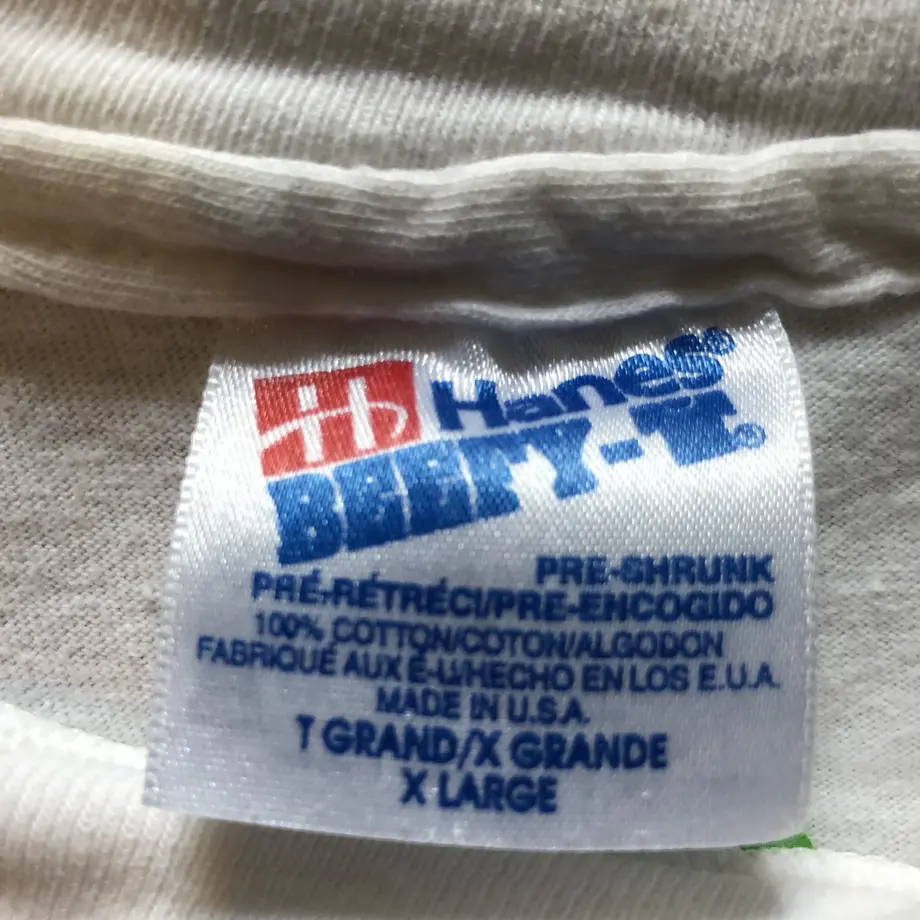 H Hanes®
BEEFY-T®
PRE-SHRUNK
PRÉ-RÉTRÉCI/PRE-ENCOGIDO
100% COTTON/COTON/ALGODON
FABRIQUÉ AUX É-U/HECHO EN LOS E.U.A.
MADE IN U.S.A.
T GRAND/X GRANDE
X LARGE